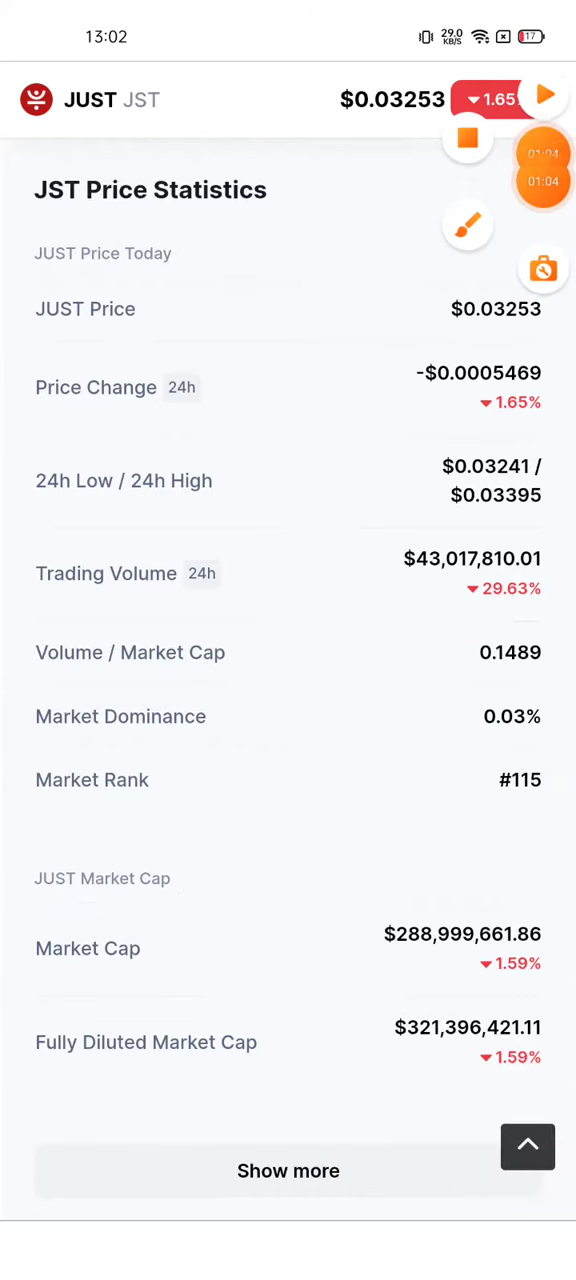 13:02
29.0
KB/S
17
JUST JST
$0.03253
1.65
01:04
01:04
JST Price Statistics
JUST Price Today
JUST Price
$0.03253
Price Change 24h
-$0.0005469
1.65%
24h Low / 24h High
$0.03241 /
$0.03395
Trading Volume 24h
$43,017,810.01
29.63%
Volume / Market Cap
0.1489
Market Dominance
0.03%
Market Rank
#115
JUST Market Cap
Market Cap
$288,999,661.86
1.59%
Fully Diluted Market Cap
$321,396,421.11
1.59%
Show more